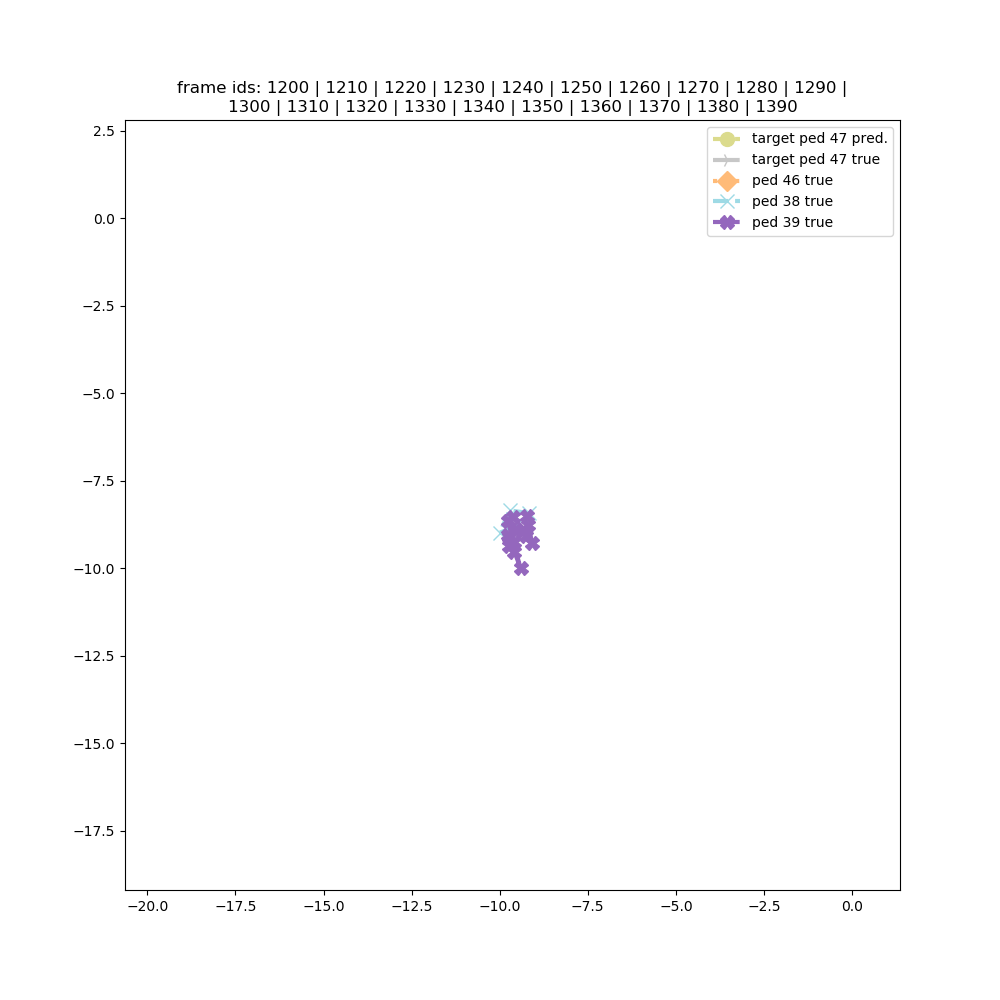 frame ids: 1200 | 1210 | 1220 | 1230 | 1240 | 1250 | 1260 | 1270 | 1280 | 1290 |
1300 | 1310 | 1320 | 1330 | 1340 | 1350 | 1360 | 1370 | 1380 | 1390
target ped 47 pred.
target ped 47 true
ped 46 true
ped 38 true
ped 39 true
2.5
0.0
−2.5
−5.0
−7.5
−10.0
−12.5
−15.0
−17.5
−20.0 −17.5 −15.0 −12.5 −10.0 −7.5 −5.0 −2.5 0.0